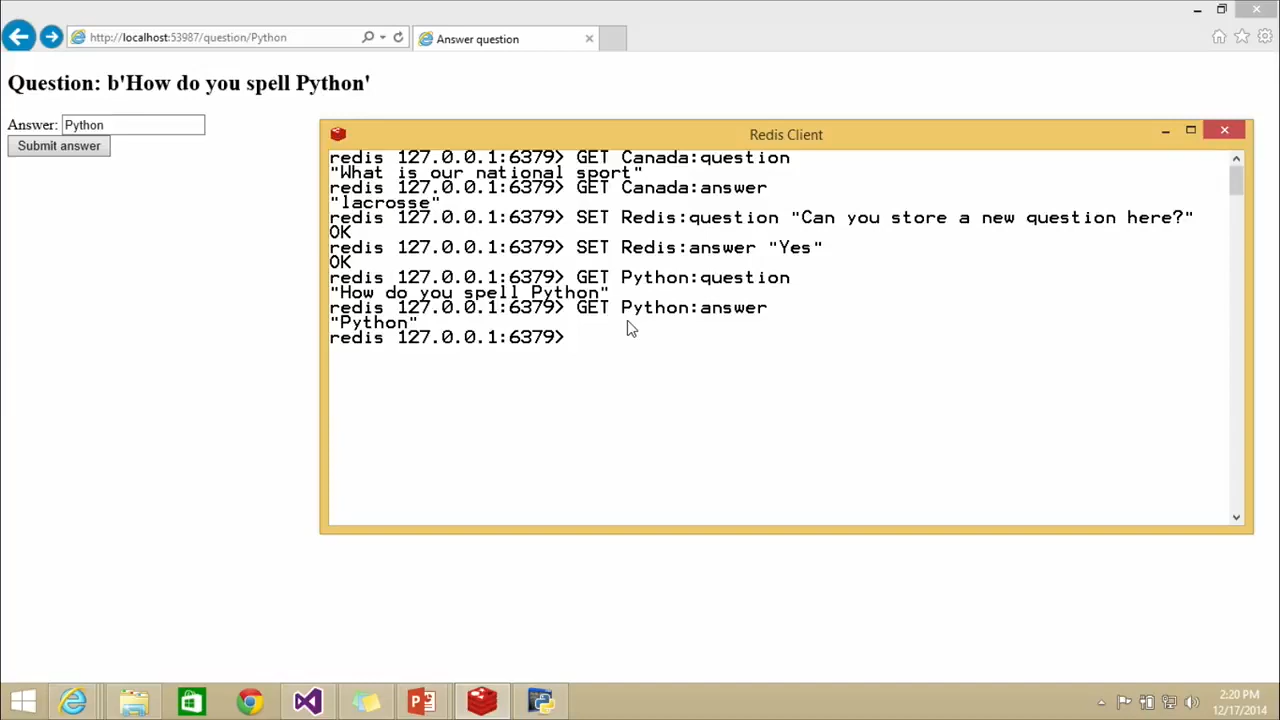 http://localhost:53987/question/Python
Answer question
Question: b'How do you spell Python'
Answer: Python
Submit answer
Redis Client
redis 127.0.0.1:6379> GET Canada:question
"What is our national sport"
redis 127.0.0.1:6379> GET Canada:answer
"lacrosse"
redis 127.0.0.1:6379> SET Redis:question "Can you store a new question here?"
OK
redis 127.0.0.1:6379> SET Redis:answer "Yes"
OK
redis 127.0.0.1:6379> GET Python:question
"How do you spell Python"
redis 127.0.0.1:6379> GET Python:answer
"Python"
redis 127.0.0.1:6379>
2:20 PM
12/17/2014